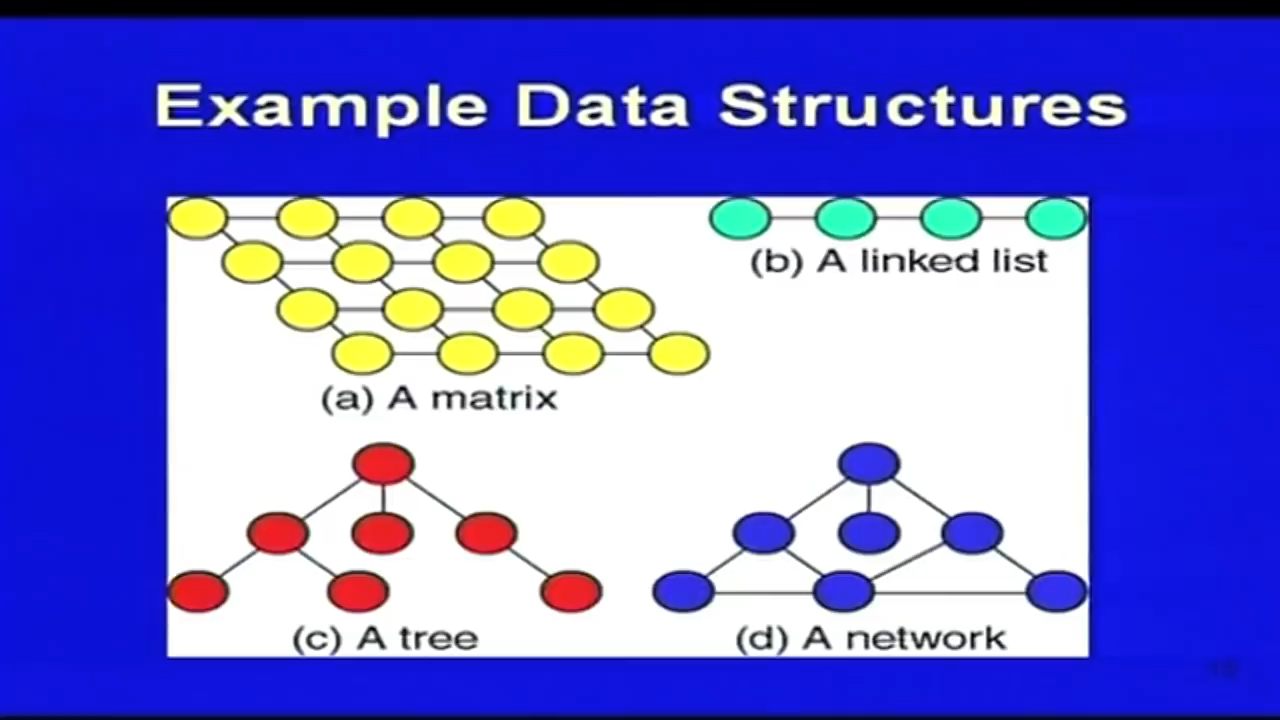 Example Data Structures
(b) A linked list
(a) A matrix
(c) A tree
(d) A network